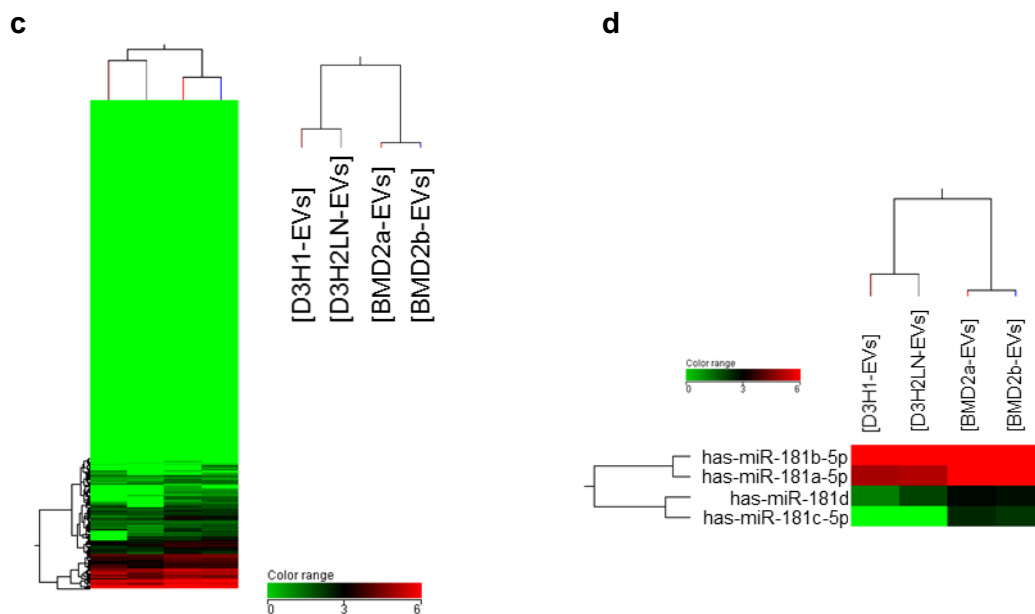 c
[D3H1-EVs]
[D3H2LN-EVs]
[BMD2a-EVs]
[BMD2b-EVs]
Color range
0 3 6
d
Color range
0 3 6
[D3H1-EVs]
[D3H2LN-EVs]
[BMD2a-EVs]
[BMD2b-EVs]
has-miR-181b-5p
has-miR-181a-5p
has-miR-181d
has-miR-181c-5p